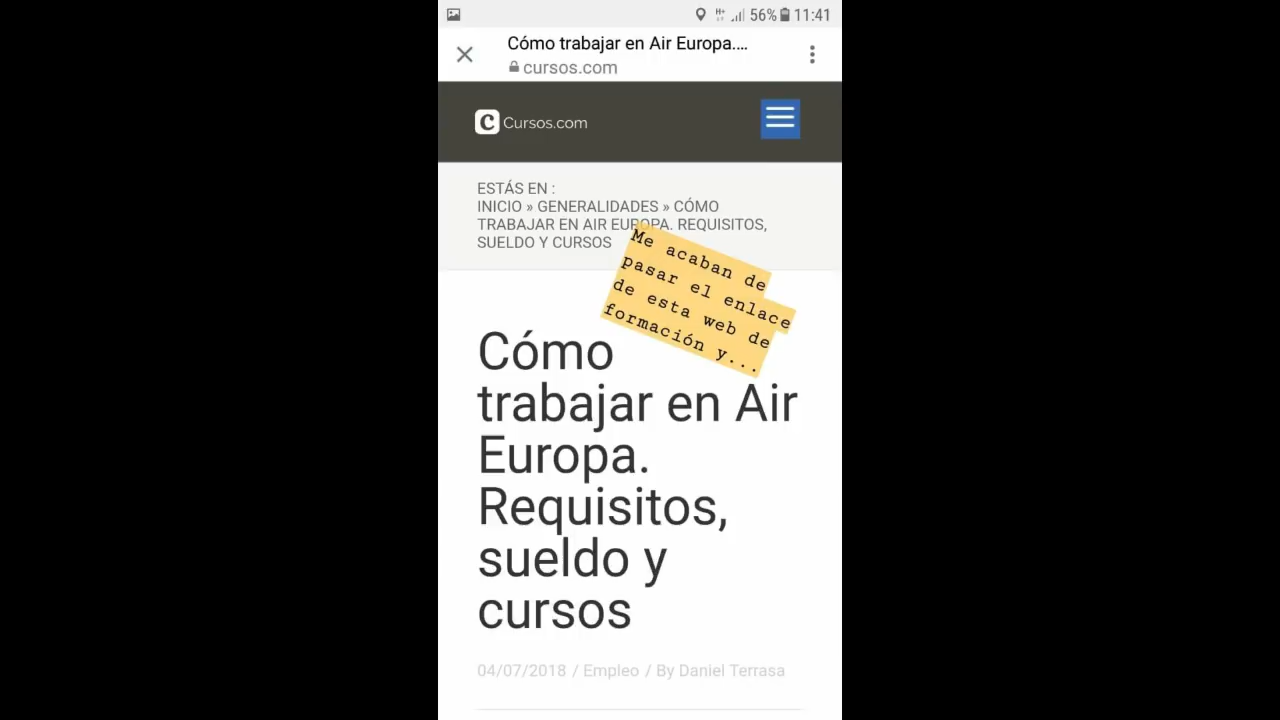 H+ 56% 11:41
Cómo trabajar en Air Europa....
cursos.com
C Cursos.com
ESTÁS EN :
INICIO » GENERALIDADES » CÓMO
TRABAJAR EN AIR EUROPA. REQUISITOS,
SUELDO Y CURSOS
Me acaban de
pasar el enlace
de esta web de
formación y...
Cómo
trabajar en Air
Europa.
Requisitos,
sueldo y
cursos
04/07/2018 / Empleo / By Daniel Terrasa